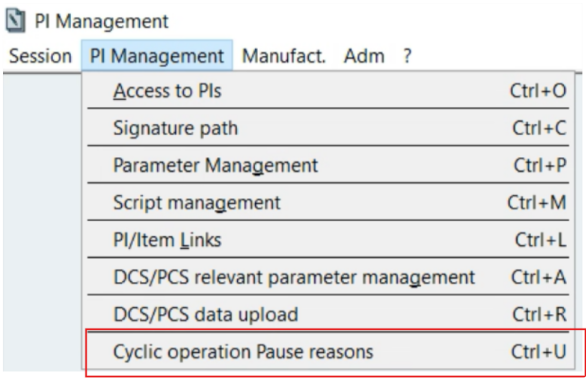 PI Management
Session PI Management Manufact. Adm ?
Access to PIs Ctrl+O
Signature path Ctrl+C
Parameter Management Ctrl+P
Script management Ctrl+M
PI/Item Links Ctrl+L
DCS/PCS relevant parameter management Ctrl+A
DCS/PCS data upload Ctrl+R
Cyclic operation Pause reasons Ctrl+U